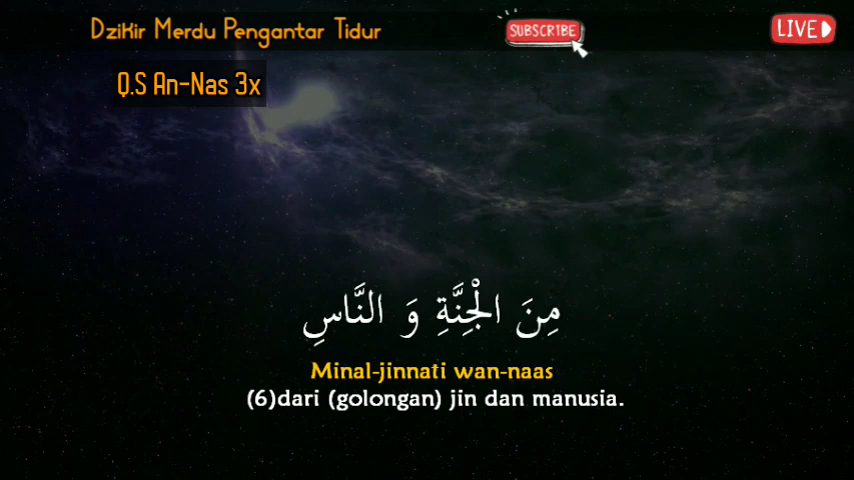 Dzikir Merdu Pengantar Tidur
SUBSCRIBE
LIVE
Q.S An-Nas 3x
مِنَ الْجِنَّةِ وَ النَّاسِ
Minal-jinnati wan-naas
(6)dari (golongan) jin dan manusia.